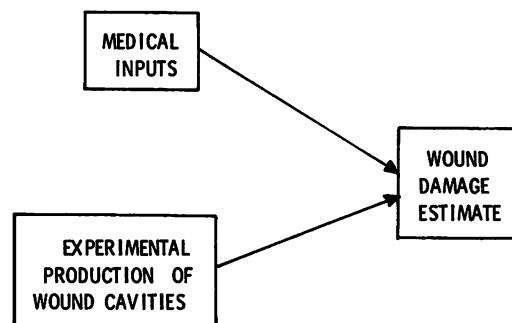 MEDICAL
INPUTS
WOUND
DAMAGE
ESTIMATE
EXPERIMENTAL
PRODUCTION OF
WOUND CAVITIES